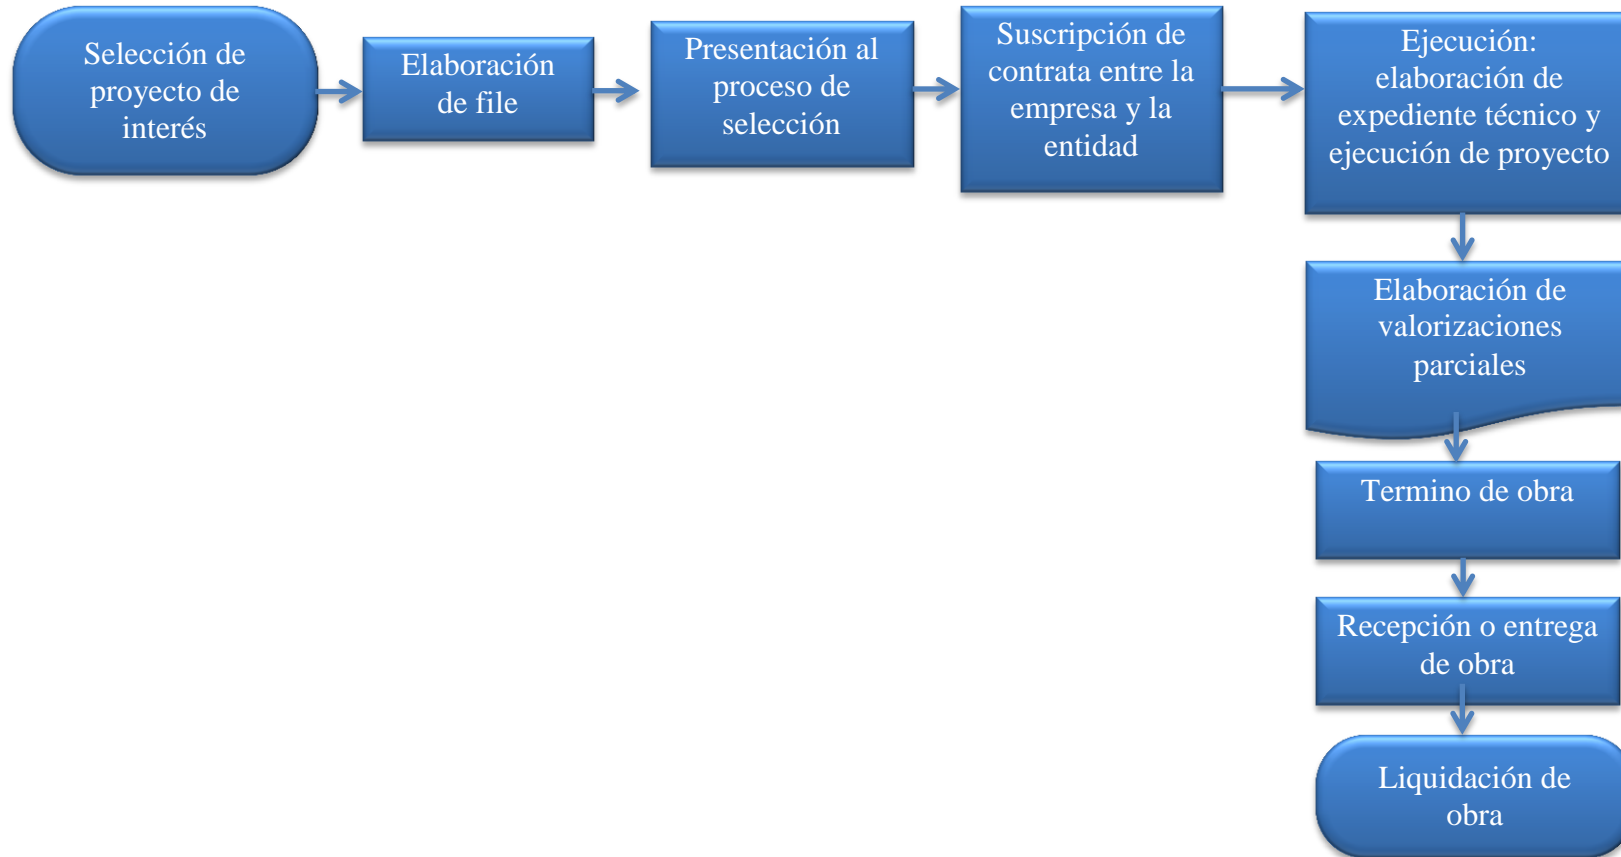 Selección de
proyecto de
interés
Elaboración
de file
Presentación al
proceso de
selección
Suscripción de
contrata entre la
empresa y la
entidad
Ejecución:
elaboración de
expediente técnico y
ejecución de proyecto
Elaboración de
valorizaciones
parciales
Termino de obra
Recepción o entrega
de obra
Liquidación de
obra